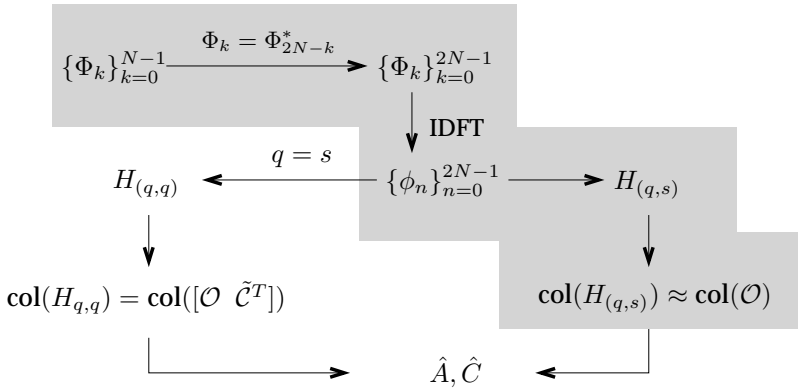 Φ_k = Φ*_{2N−k}
{Φ_k}_{k=0}^{N−1} {Φ_k}_{k=0}^{2N−1}
IDFT
q = s
H_{(q,q)} {ϕ_n}_{n=0}^{2N−1} H_{(q,s)}
col(H_{q,q}) = col([𝒪 𝒞̃^T]) col(H_{(q,s)}) ≈ col(𝒪)
Â, Ĉ